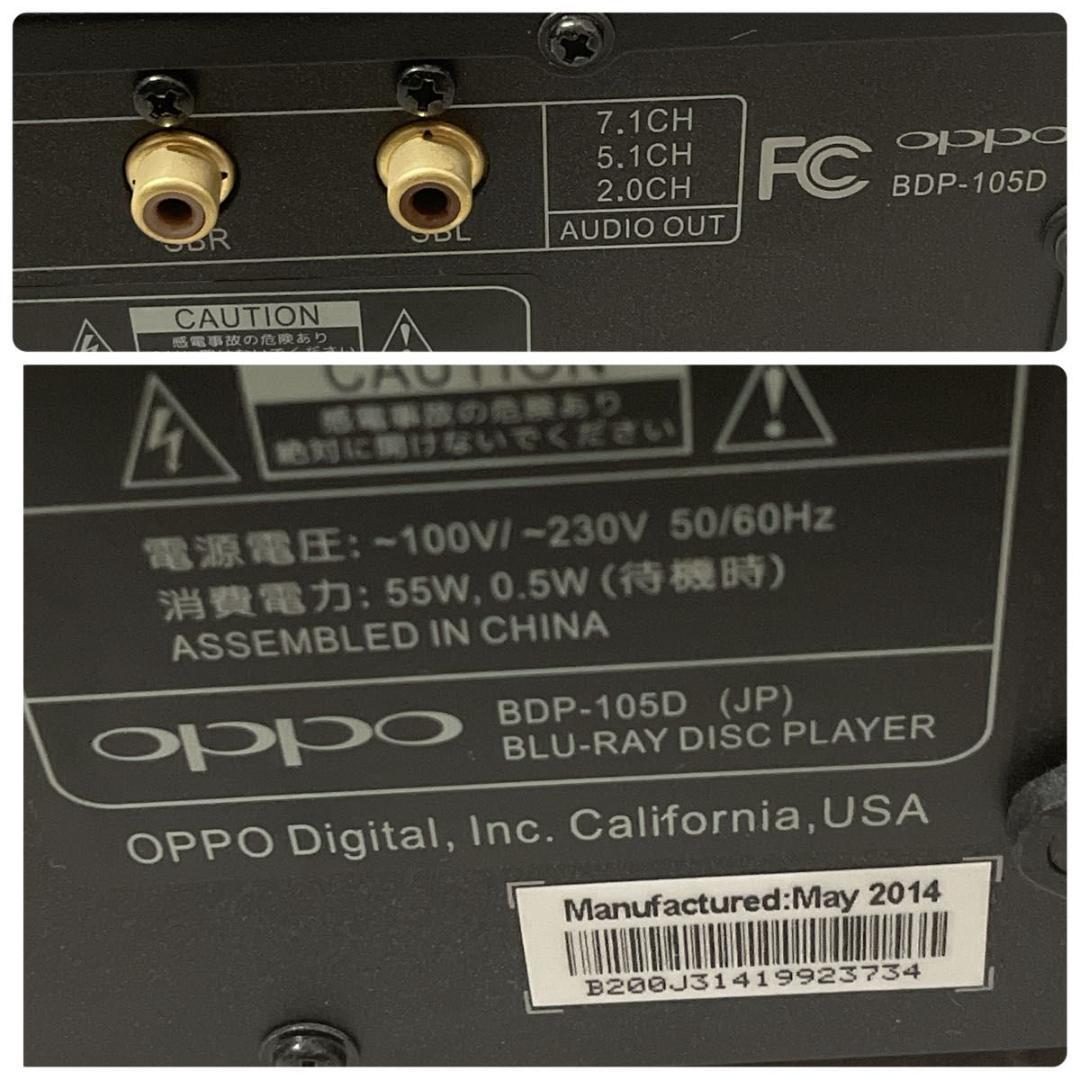 7.1CH
5.1CH
2.0CH
AUDIO OUT
FC
oppo
BDP-105D
SBR
SBL
CAUTION
感電事故の危険あり
CAUTION
感電事故の危険あり
絶対に開けないでください
電源電圧: ~100V/ ~230V 50/60Hz
消費電力: 55W, 0.5W (待機時)
ASSEMBLED IN CHINA
oppo
BDP-105D (JP)
BLU-RAY DISC PLAYER
OPPO Digital, Inc. California, USA
Manufactured:May 2014
B200J31419923734